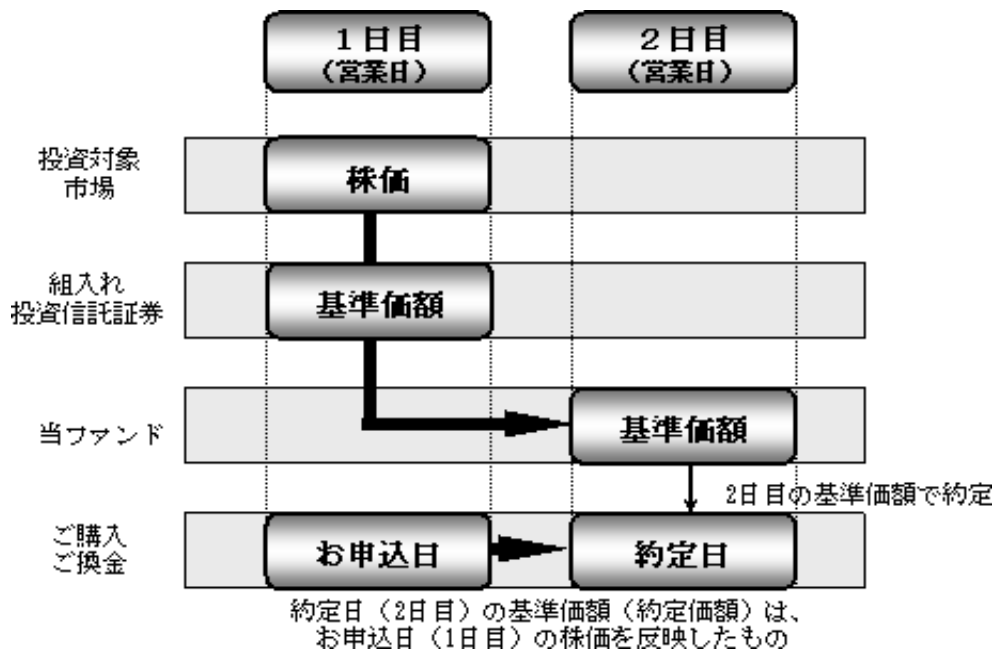 1日目
(営業日)
2日目
(営業日)
投資対象
市場
株価
組入れ
投資信託証券
基準価額
当ファンド
基準価額
2日目の基準価額で約定
ご購入
ご換金
お申込日
約定日
約定日（2日目）の基準価額（約定価額）は、
お申込日（1日目）の株価を反映したもの